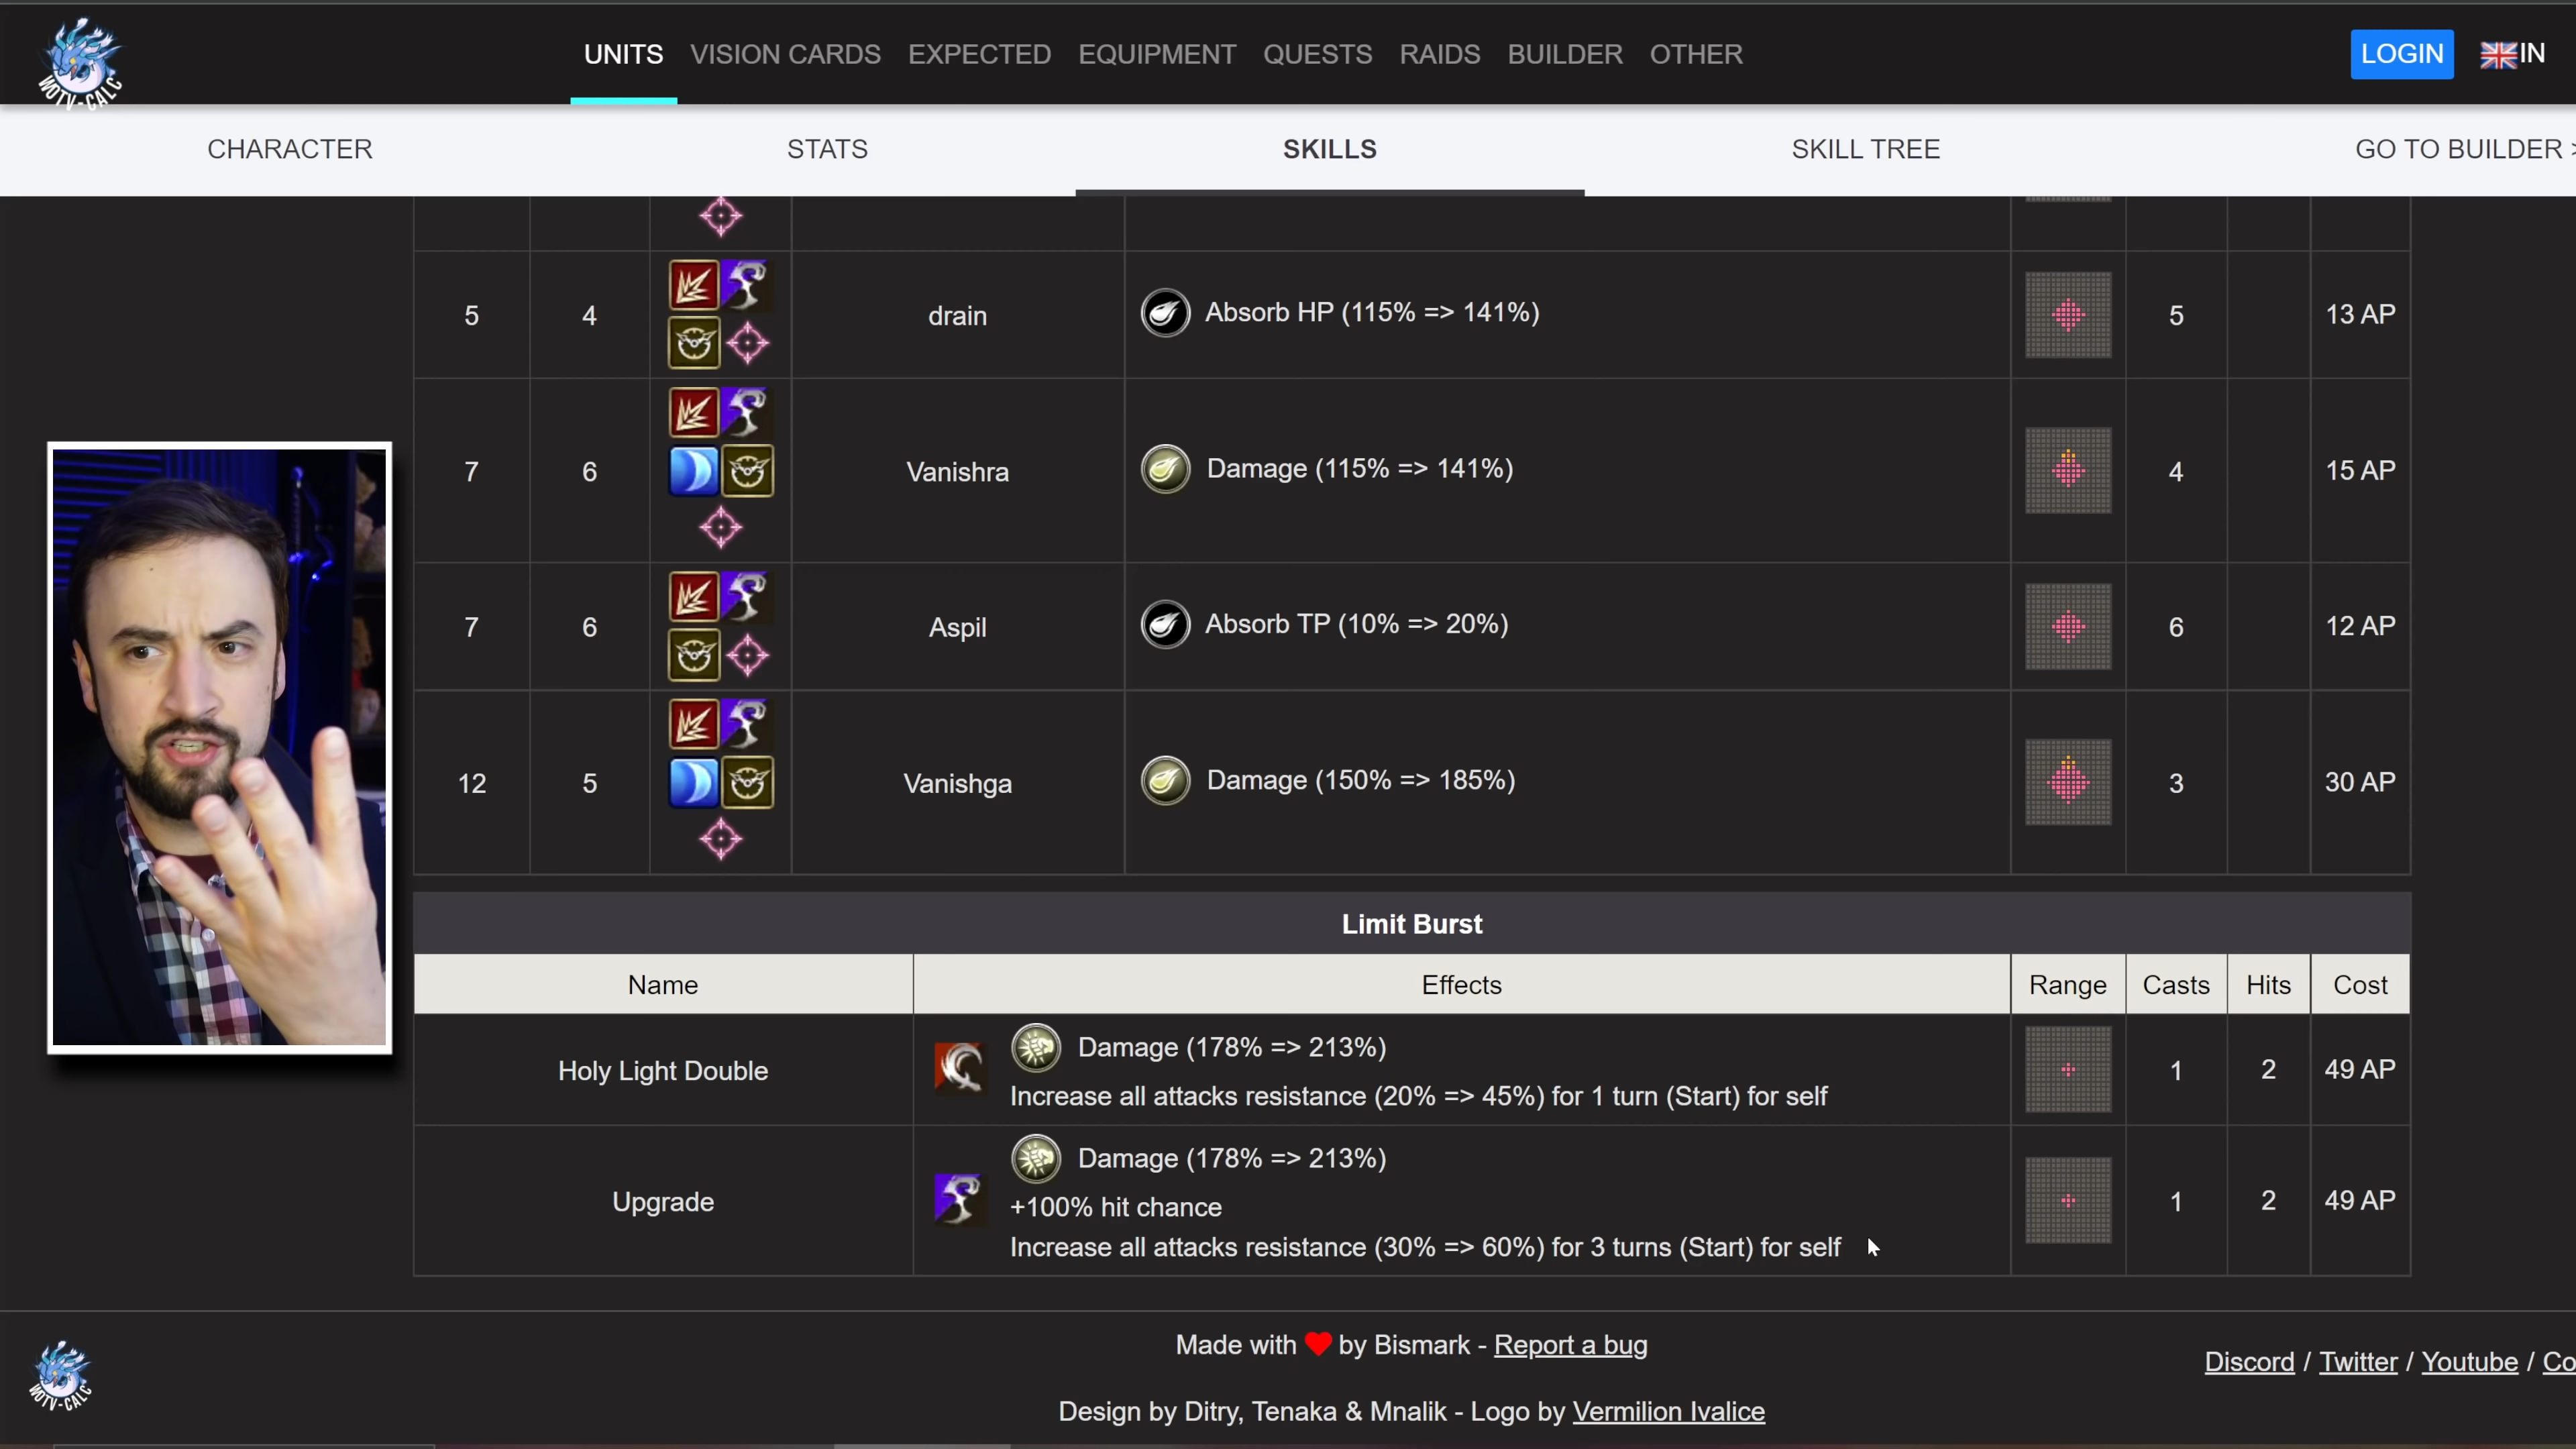 UNITS VISION CARDS EXPECTED EQUIPMENT QUESTS RAIDS BUILDER OTHER LOGIN IN
WOTV-CALC
CHARACTER STATS SKILLS SKILL TREE GO TO BUILDER >
5 4 drain Absorb HP (115% => 141%) 5 13 AP
7 6 Vanishra Damage (115% => 141%) 4 15 AP
7 6 Aspil Absorb TP (10% => 20%) 6 12 AP
12 5 Vanishga Damage (150% => 185%) 3 30 AP
Limit Burst
Name Effects Range Casts Hits Cost
Holy Light Double Damage (178% => 213%) 1 2 49 AP
Increase all attacks resistance (20% => 45%) for 1 turn (Start) for self
Upgrade Damage (178% => 213%) 1 2 49 AP
+100% hit chance
Increase all attacks resistance (30% => 60%) for 3 turns (Start) for self
Made with ❤ by Bismark - Report a bug
WOTV-CALC
Discord / Twitter / Youtube / Co
Design by Ditry, Tenaka & Mnalik - Logo by Vermilion Ivalice